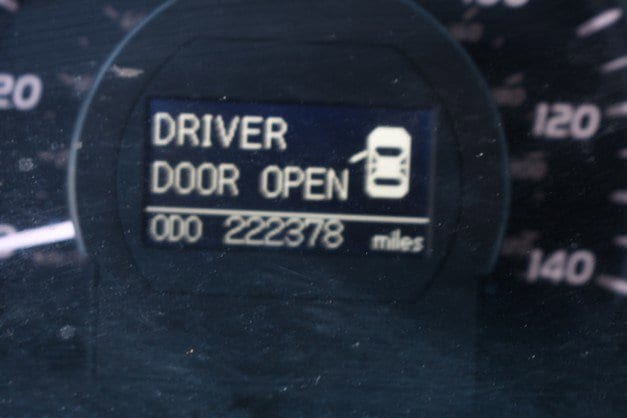 20
DRIVER
DOOR OPEN
ODO 222378 miles
120
140